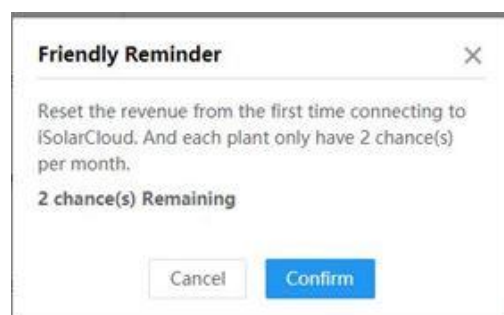 Friendly Reminder
Reset the revenue from the first time connecting to
iSolarCloud. And each plant only have 2 chance(s)
per month.
2 chance(s) Remaining
Cancel Confirm